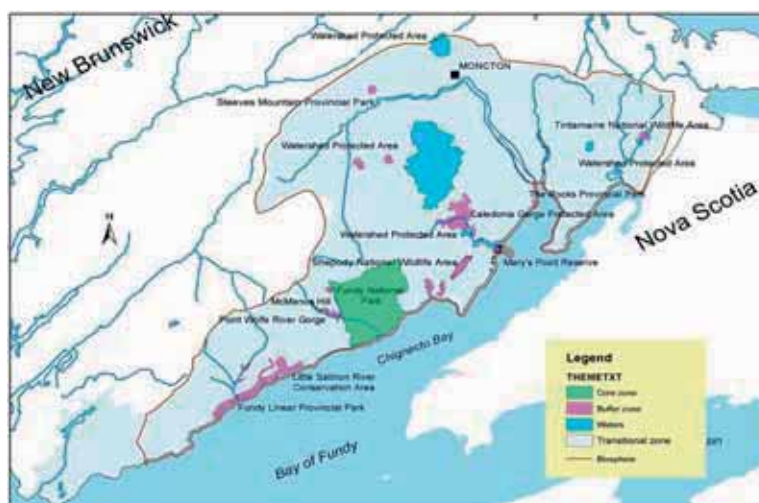 New Brunswick
Watershed Protected Area
MONCTON
Steeves Mountain Provincial Park
Tintamarre National Wildlife Area
Watershed Protected Area
Watershed Protected Area
The Rocks Provincial Park
Caledonia Gorge Protected Area
Nova Scotia
N
Watershed Protected Area
Shepody National Wildlife Area
Mary's Point Reserve
Fundy National
Park
McManus Hill
Point Wolfe River Gorge
Chignecto Bay
Little Salmon River
Conservation Area
Fundy Linear Provincial Park
Bay of Fundy
Legend
THEMETXT
Core zone
Buffer zone
Waters
Transitional zone
Biosphere